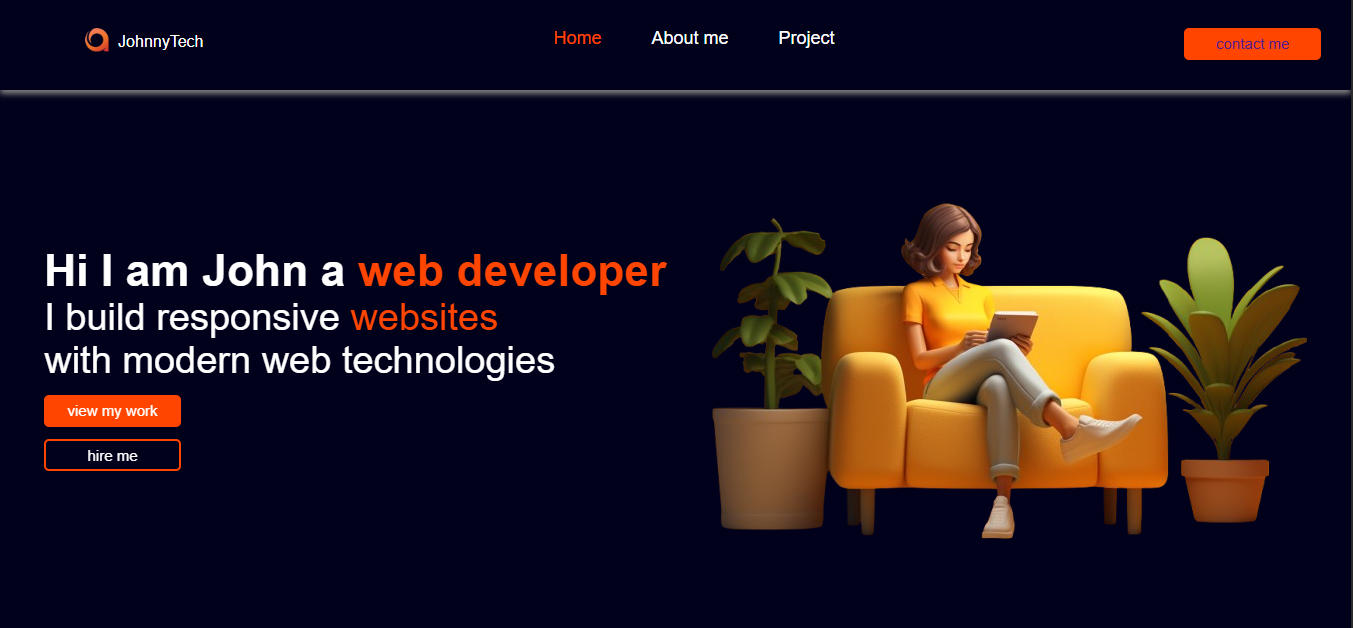 JohnnyTech
Home
About me
Project
contact me
Hi I am John a web developer
I build responsive websites
with modern web technologies
view my work
hire me